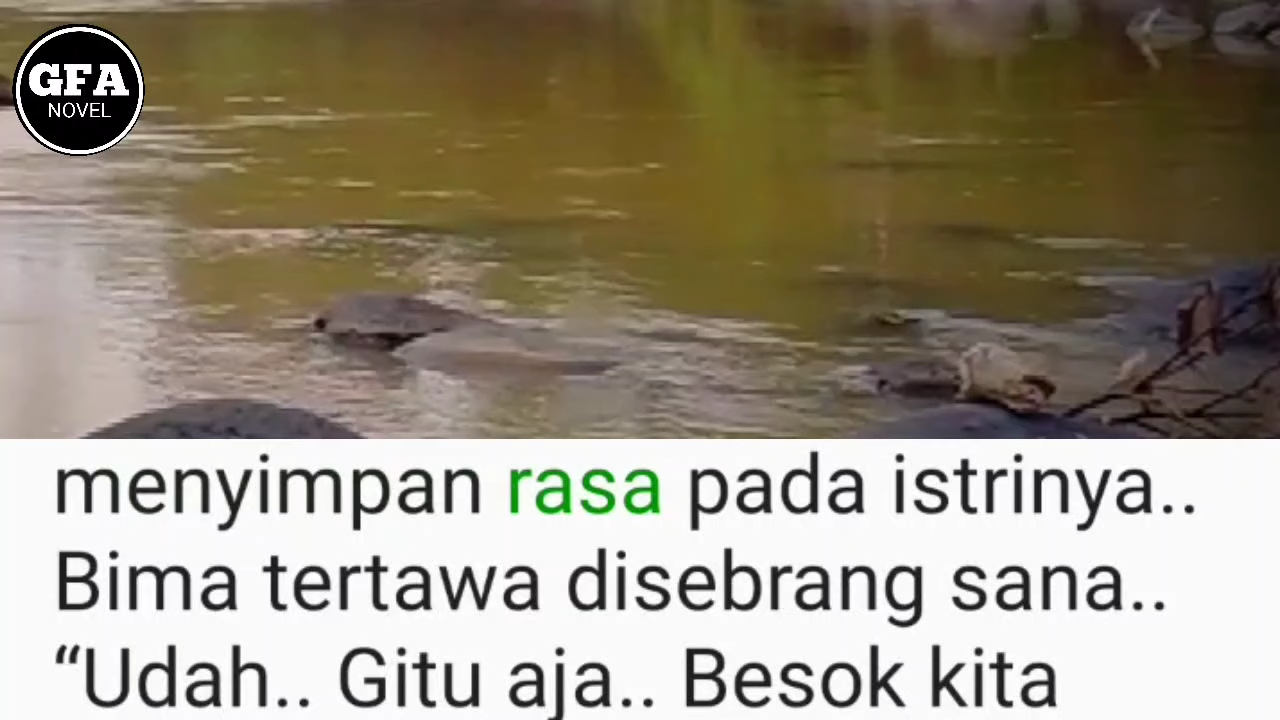 GFA
NOVEL
menyimpan rasa pada istrinya..
Bima tertawa disebrang sana..
“Udah.. Gitu aja.. Besok kita